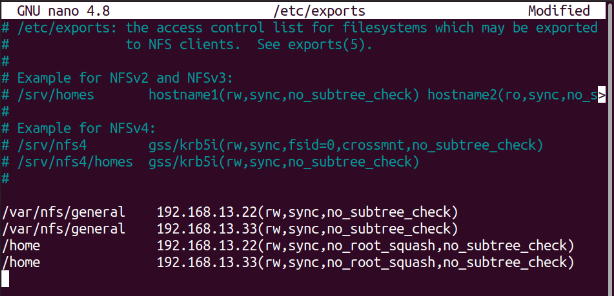 GNU nano 4.8 /etc/exports Modified
# /etc/exports: the access control list for filesystems which may be exported
# to NFS clients. See exports(5).
#
# Example for NFSv2 and NFSv3:
# /srv/homes hostname1(rw,sync,no_subtree_check) hostname2(ro,sync,no_s>
#
# Example for NFSv4:
# /srv/nfs4 gss/krb5i(rw,sync,fsid=0,crossmnt,no_subtree_check)
# /srv/nfs4/homes gss/krb5i(rw,sync,no_subtree_check)
#
/var/nfs/general 192.168.13.22(rw,sync,no_subtree_check)
/var/nfs/general 192.168.13.33(rw,sync,no_subtree_check)
/home 192.168.13.22(rw,sync,no_root_squash,no_subtree_check)
/home 192.168.13.33(rw,sync,no_root_squash,no_subtree_check)